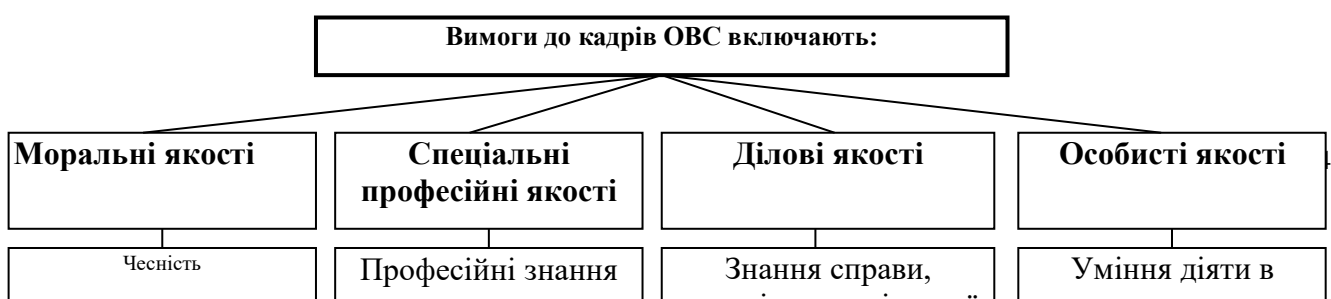 Вимоги до кадрів ОВС включають:
Моральні якості
Спеціальні
професійні якості
Ділові якості
Особисті якості
Чесність
Професійні знання
Знання справи,
Уміння діяти в